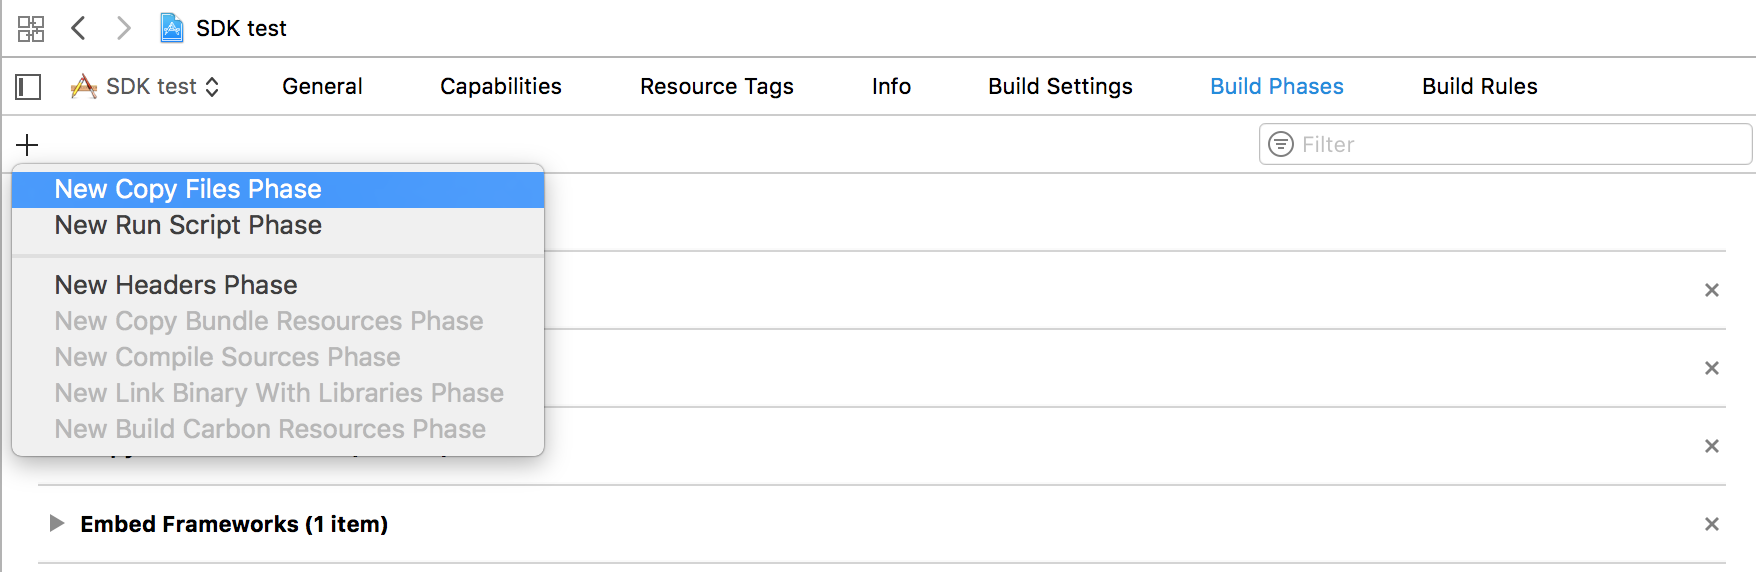 SDK test
SDK test General Capabilities Resource Tags Info Build Settings Build Phases Build Rules
Filter
New Copy Files Phase
New Run Script Phase
New Headers Phase
New Copy Bundle Resources Phase
New Compile Sources Phase
New Link Binary With Libraries Phase
New Build Carbon Resources Phase
Embed Frameworks (1 item)